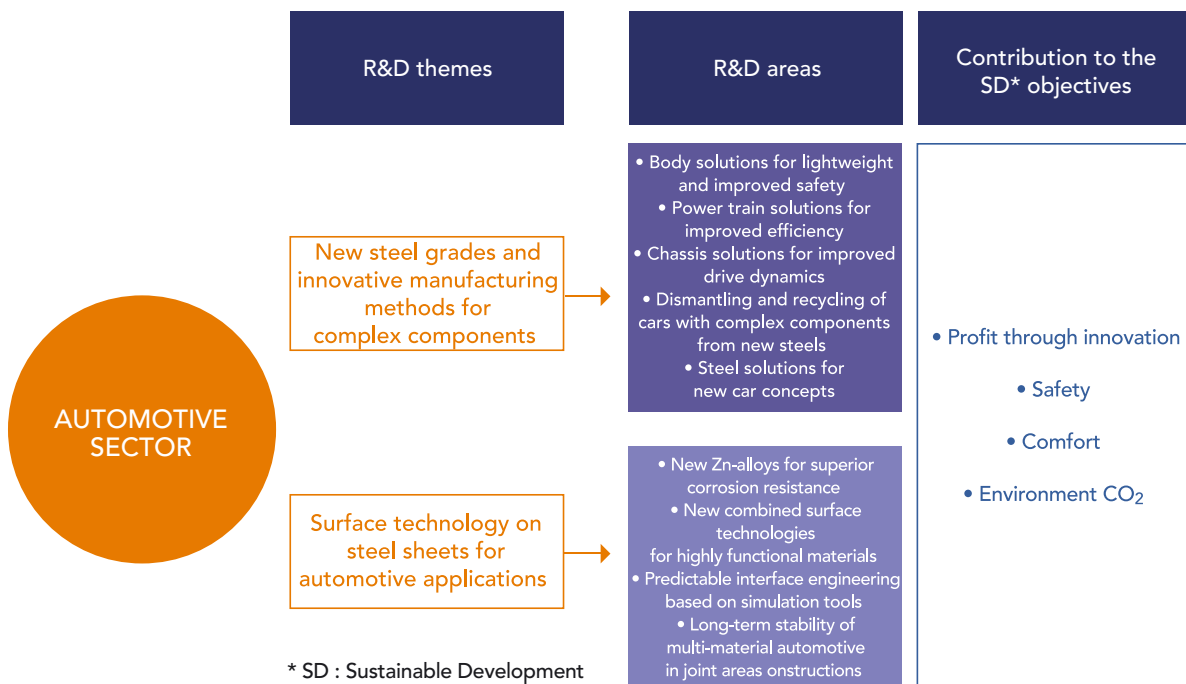 R&D themes
R&D areas
Contribution to the
SD* objectives
AUTOMOTIVE
SECTOR
New steel grades and
innovative manufacturing
methods for
complex components
• Body solutions for lightweight
and improved safety
• Power train solutions for
improved efficiency
• Chassis solutions for improved
drive dynamics
• Dismantling and recycling of
cars with complex components
from new steels
• Steel solutions for
new car concepts
Surface technology on
steel sheets for
automotive applications
• New Zn-alloys for superior
corrosion resistance
• New combined surface
technologies
for highly functional materials
• Predictable interface engineering
based on simulation tools
• Long-term stability of
multi-material automotive
in joint areas onstructions
• Profit through innovation
• Safety
• Comfort
• Environment CO₂
* SD : Sustainable Development